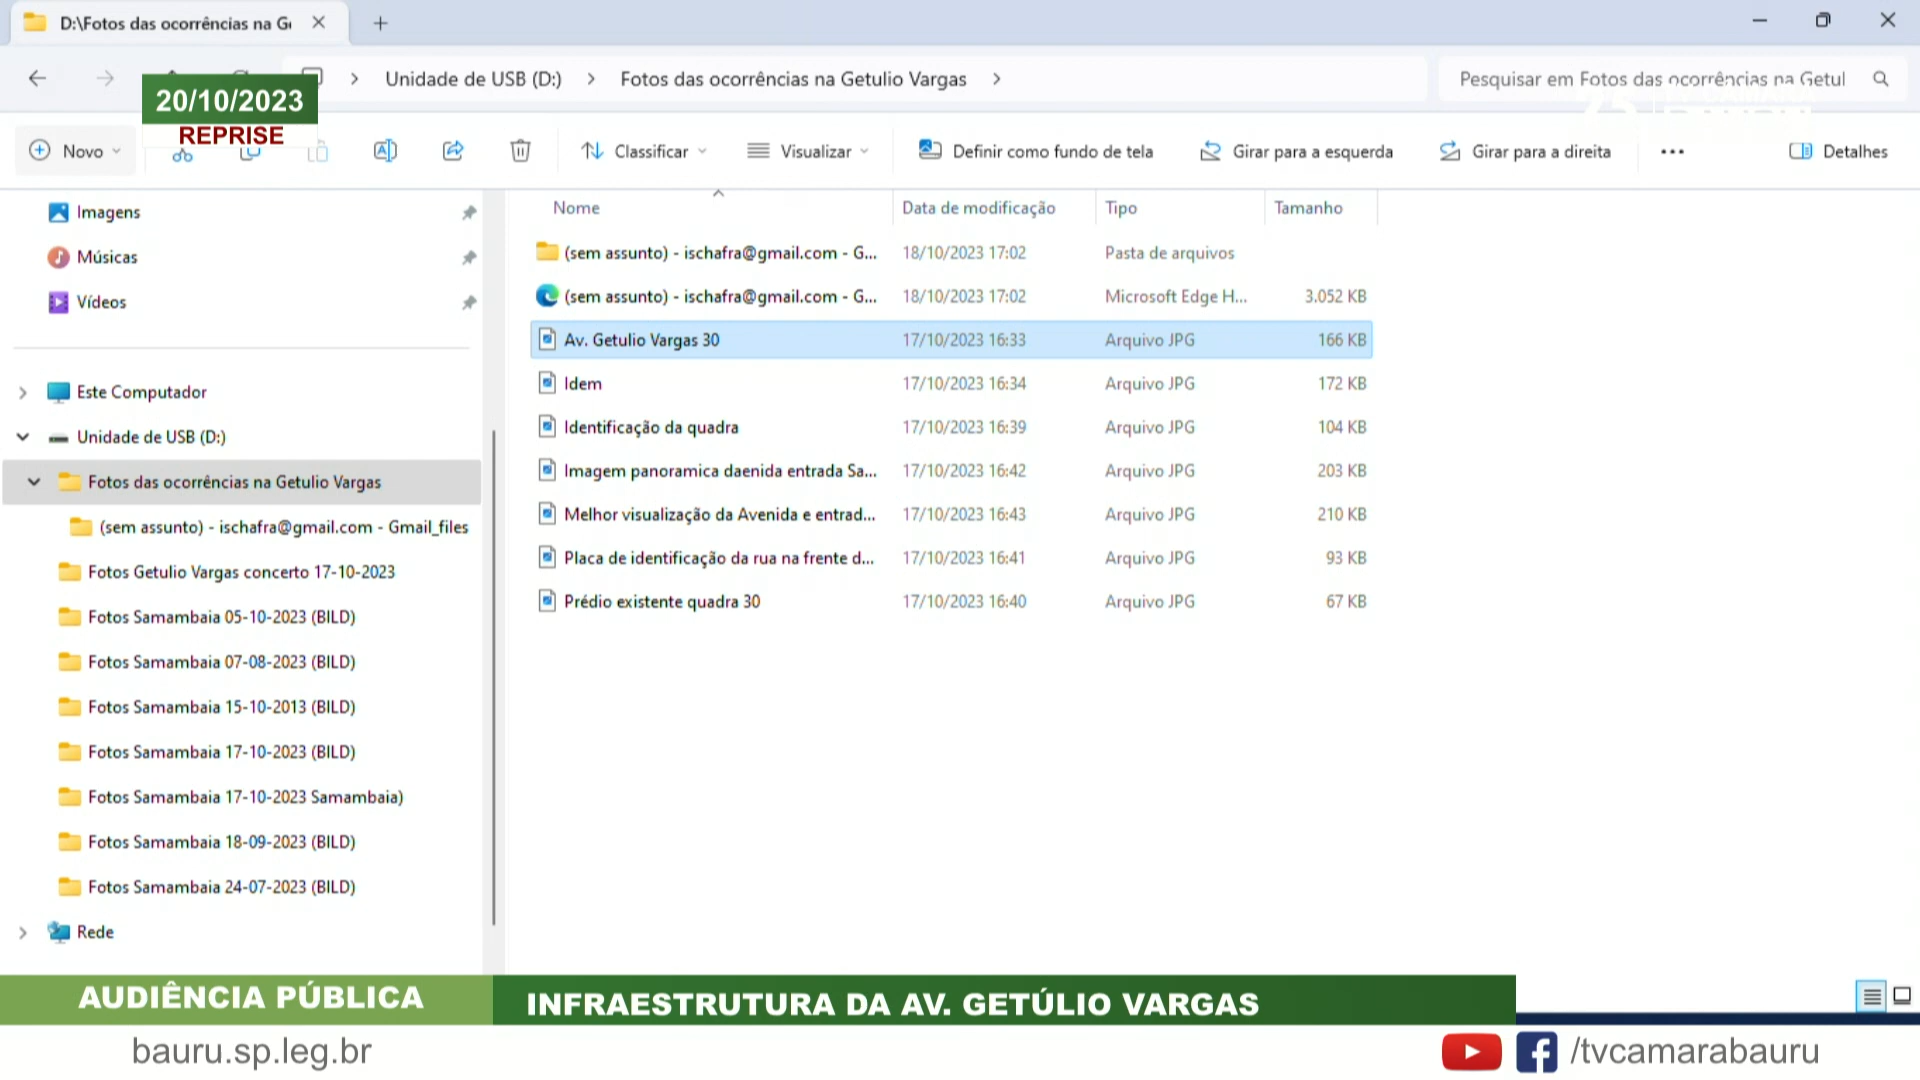 D:\Fotos das ocorrências na Ge
20/10/2023
REPRISE
Unidade de USB (D:)
Fotos das ocorrências na Getulio Vargas
Pesquisar em Fotos das ocorrências na Getul
Novo
Classificar
Visualizar
Definir como fundo de tela
Girar para a esquerda
Girar para a direita
Detalhes
Imagens
Músicas
Vídeos
Este Computador
Unidade de USB (D:)
Fotos das ocorrências na Getulio Vargas
(sem assunto) - ischafra@gmail.com - Gmail_files
Fotos Getulio Vargas concerto 17-10-2023
Fotos Samambaia 05-10-2023 (BILD)
Fotos Samambaia 07-08-2023 (BILD)
Fotos Samambaia 15-10-2013 (BILD)
Fotos Samambaia 17-10-2023 (BILD)
Fotos Samambaia 17-10-2023 Samambaia)
Fotos Samambaia 18-09-2023 (BILD)
Fotos Samambaia 24-07-2023 (BILD)
Rede
Nome Data de modificação Tipo Tamanho
(sem assunto) - ischafra@gmail.com - G... 18/10/2023 17:02 Pasta de arquivos
(sem assunto) - ischafra@gmail.com - G... 18/10/2023 17:02 Microsoft Edge H... 3.052 KB
Av. Getulio Vargas 30 17/10/2023 16:33 Arquivo JPG 166 KB
Idem 17/10/2023 16:34 Arquivo JPG 172 KB
Identificação da quadra 17/10/2023 16:39 Arquivo JPG 104 KB
Imagem panoramica daenida entrada Sa... 17/10/2023 16:42 Arquivo JPG 203 KB
Melhor visualização da Avenida e entrad... 17/10/2023 16:43 Arquivo JPG 210 KB
Placa de identificação da rua na frente d... 17/10/2023 16:41 Arquivo JPG 93 KB
Prédio existente quadra 30 17/10/2023 16:40 Arquivo JPG 67 KB
AUDIÊNCIA PÚBLICA
INFRAESTRUTURA DA AV. GETÚLIO VARGAS
bauru.sp.leg.br
/tvcamarabauru